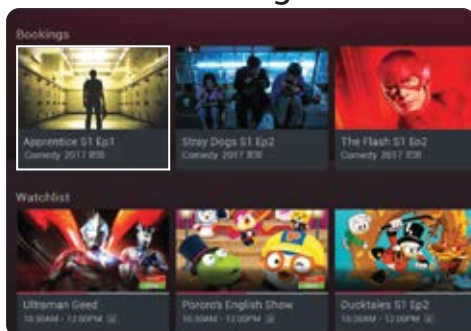 Bookings
Apprentice S1 Ep1
Comedy 2017
Stray Dogs S1 Ep2
Comedy 2017
The Flash S1 Ep2
Comedy 2017
Watchlist
Ultraman Geed
10:30AM - 12:00PM
Pororo's English Show
10:30AM - 12:00PM
Ducktales S1 Ep2
10:30AM - 12:00PM